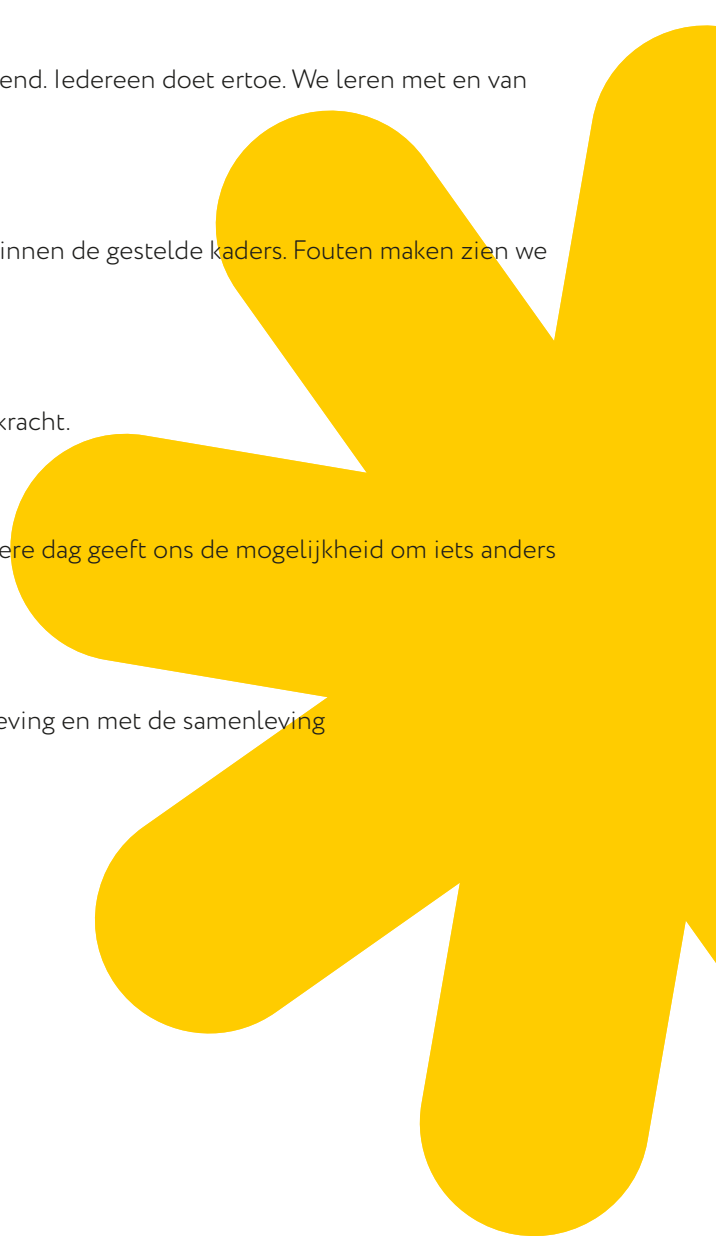 end. Iedereen doet ertoe. We leren met en van
innen de gestelde kaders. Fouten maken zien we
kracht.
ere dag geeft ons de mogelijkheid om iets anders
eving en met de samenleving